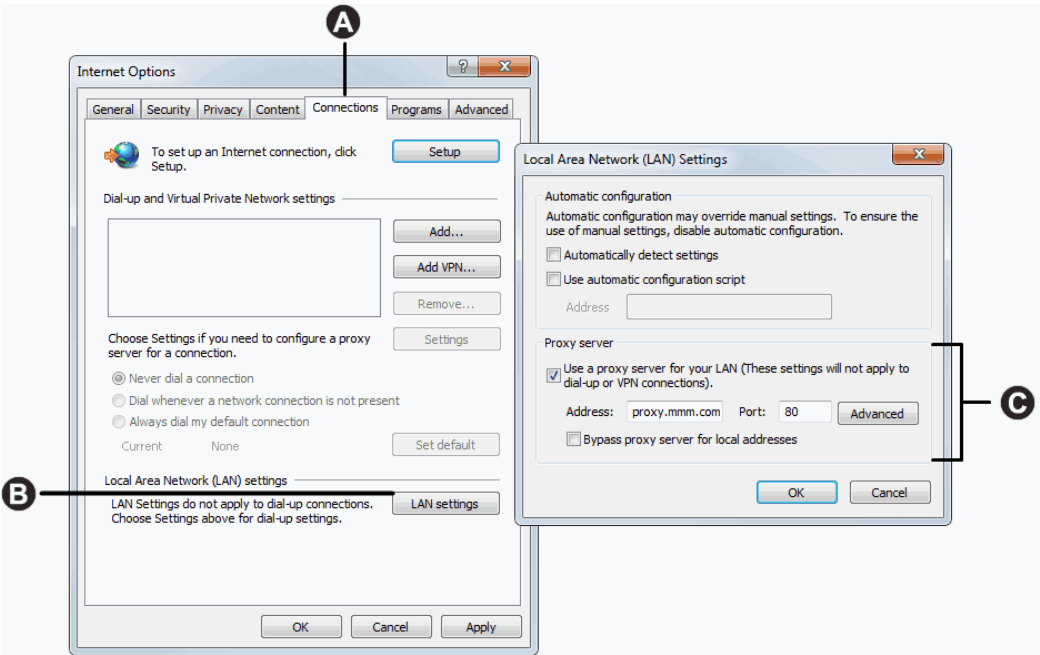 A
Internet Options
General Security Privacy Content Connections Programs Advanced
To set up an Internet connection, click
Setup.
Setup
Dial-up and Virtual Private Network settings
Add...
Add VPN...
Remove...
Choose Settings if you need to configure a proxy
server for a connection.
Settings
Never dial a connection
Dial whenever a network connection is not present
Always dial my default connection
Current None
Set default
B
Local Area Network (LAN) settings
LAN Settings do not apply to dial-up connections.
Choose Settings above for dial-up settings.
LAN settings
OK Cancel Apply
Local Area Network (LAN) Settings
Automatic configuration
Automatic configuration may override manual settings. To ensure the
use of manual settings, disable automatic configuration.
Automatically detect settings
Use automatic configuration script
Address
Proxy server
Use a proxy server for your LAN (These settings will not apply to
dial-up or VPN connections).
Address: proxy.mmm.com Port: 80 Advanced
Bypass proxy server for local addresses
OK Cancel
C